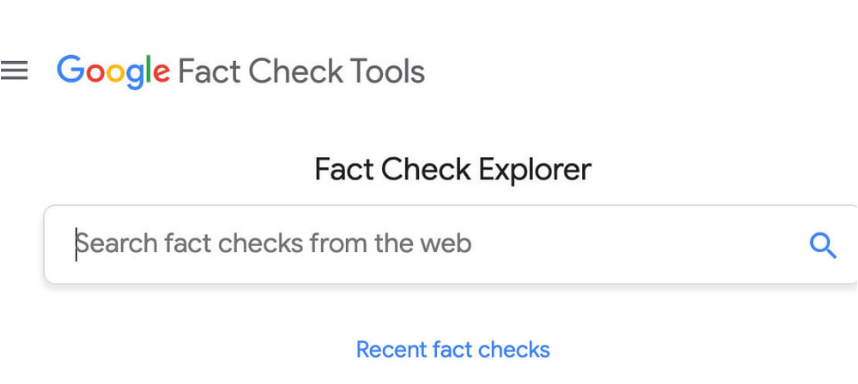 Google Fact Check Tools
Fact Check Explorer
Search fact checks from the web
Recent fact checks